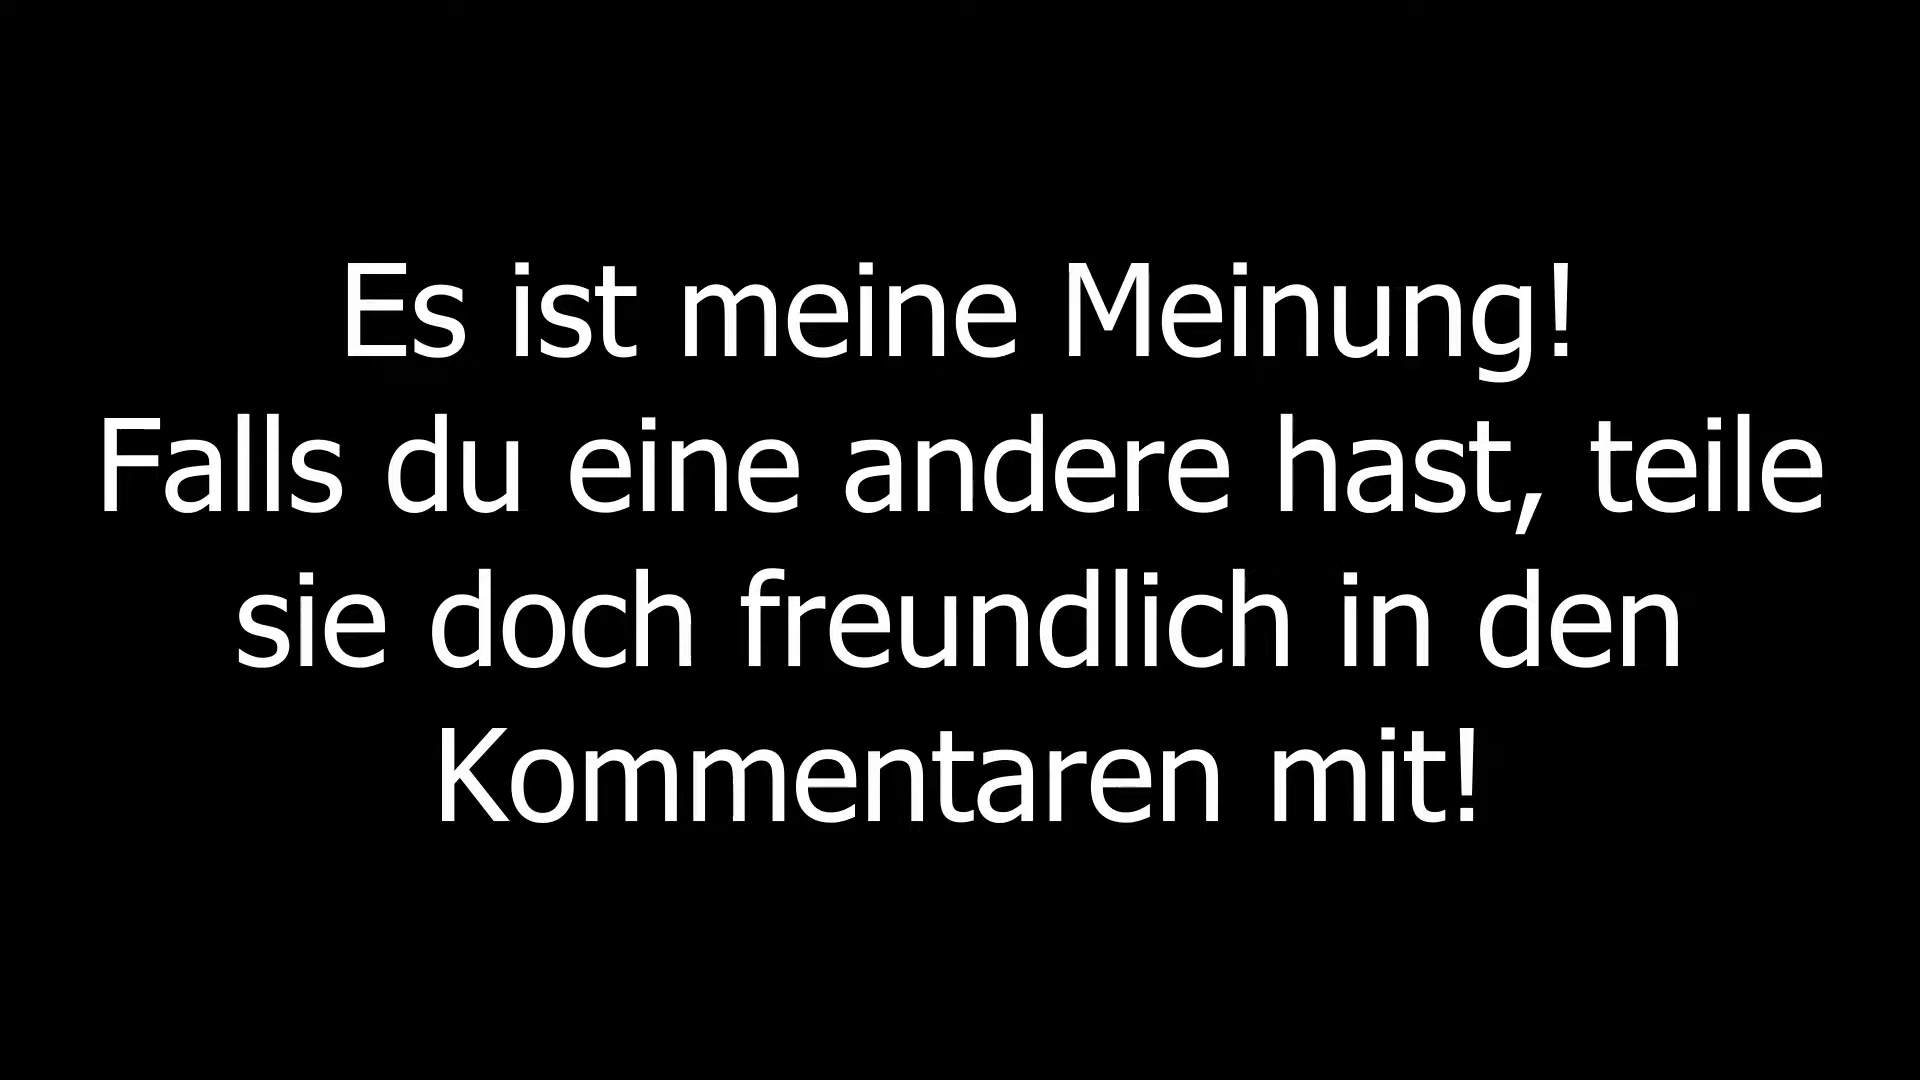 Es ist meine Meinung!
Falls du eine andere hast, teile
sie doch freundlich in den
Kommentaren mit!